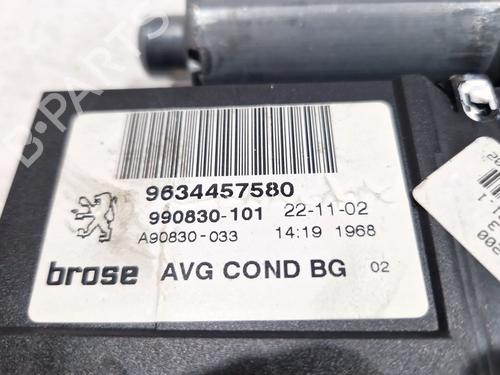 B-PARTS
9634457580
990830-101 22-11-02
A90830-033 14:19 1968
brose AVG COND BG 02